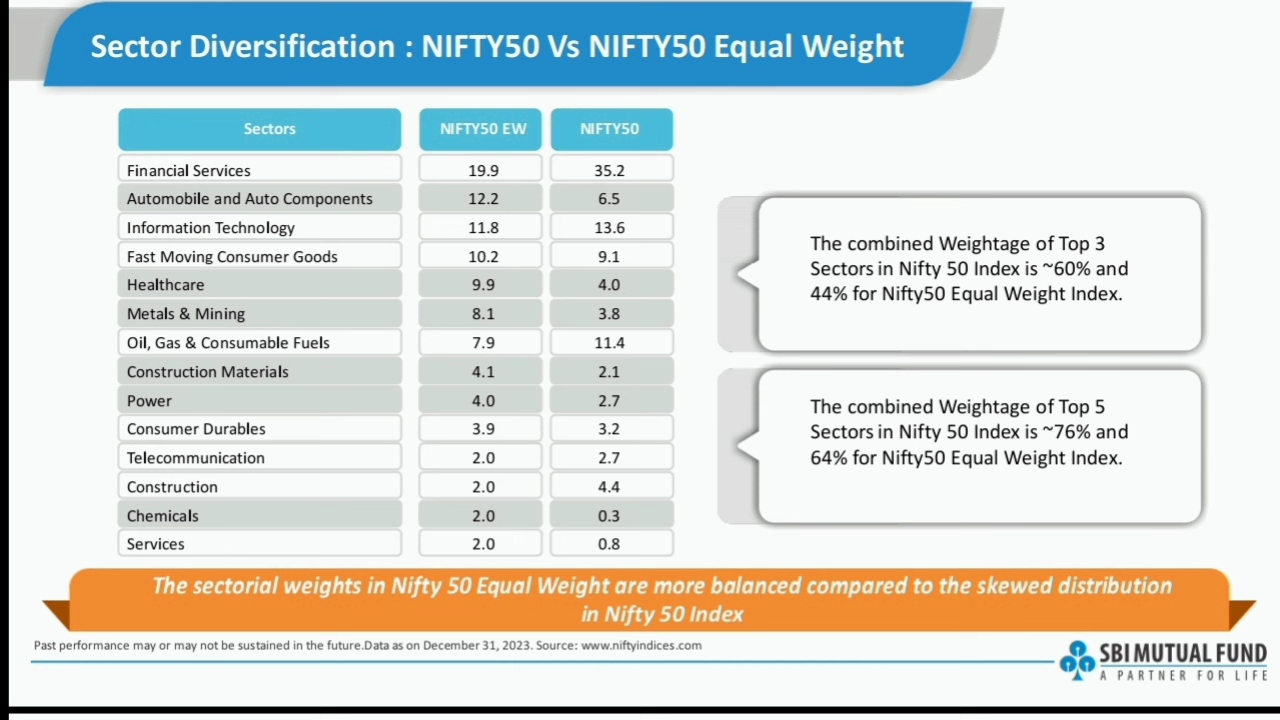 Sector Diversification : NIFTY50 Vs NIFTY50 Equal Weight
Sectors NIFTY50 EW NIFTY50
Financial Services 19.9 35.2
Automobile and Auto Components 12.2 6.5
Information Technology 11.8 13.6
Fast Moving Consumer Goods 10.2 9.1
Healthcare 9.9 4.0
Metals & Mining 8.1 3.8
Oil, Gas & Consumable Fuels 7.9 11.4
Construction Materials 4.1 2.1
Power 4.0 2.7
Consumer Durables 3.9 3.2
Telecommunication 2.0 2.7
Construction 2.0 4.4
Chemicals 2.0 0.3
Services 2.0 0.8
The combined Weightage of Top 3
Sectors in Nifty 50 Index is ~60% and
44% for Nifty50 Equal Weight Index.
The combined Weightage of Top 5
Sectors in Nifty 50 Index is ~76% and
64% for Nifty50 Equal Weight Index.
The sectorial weights in Nifty 50 Equal Weight are more balanced compared to the skewed distribution
in Nifty 50 Index
Past performance may or may not be sustained in the future.Data as on December 31, 2023. Source: www.niftyindices.com
SBI MUTUAL FUND
A PARTNER FOR LIFE